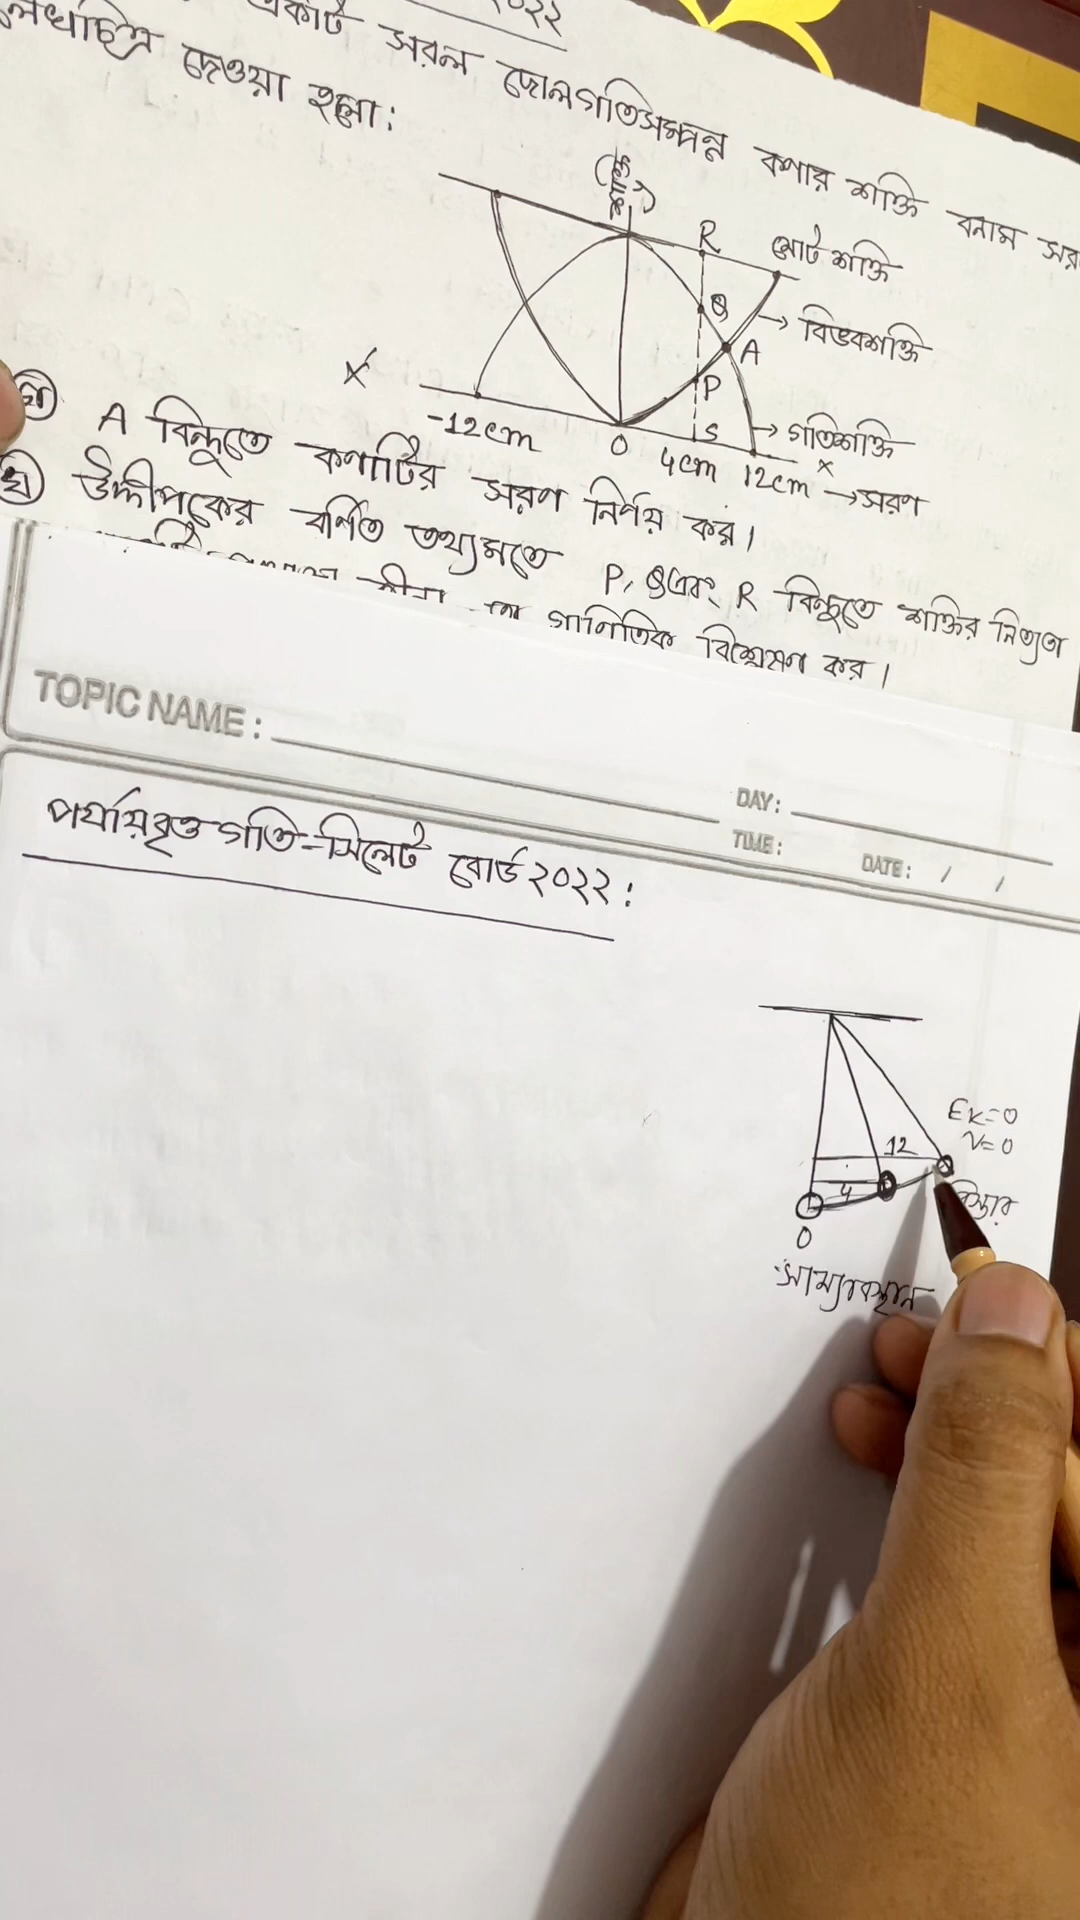 ২০২২
একটি সরল দোলগতিসম্পন্ন কণার শক্তি বনাম
লেখচিত্র দেওয়া হলো:
শক্তি
R
মোট শক্তি
Q
→ বিভবশক্তি
A
P
X'
-12cm
O
4cm
S
12cm
→ গতিশক্তি
x
→সরণ
গ A বিন্দুতে কণাটির সরণ নির্ণয় কর।
ঘ উদ্দীপকের বর্ণিত তথ্যমতে P, Q এবং R বিন্দুতে শক্তির নিত্যতা
গাণিতিক বিশ্লেষণ কর।
TOPIC NAME :
DAY :
TIME :
DATE : / /
পর্যায়বৃত্ত গতি-সিলেট বোর্ড ২০২২ :
Ek=0
v=0
12
4
O
সাম্যাবস্থান